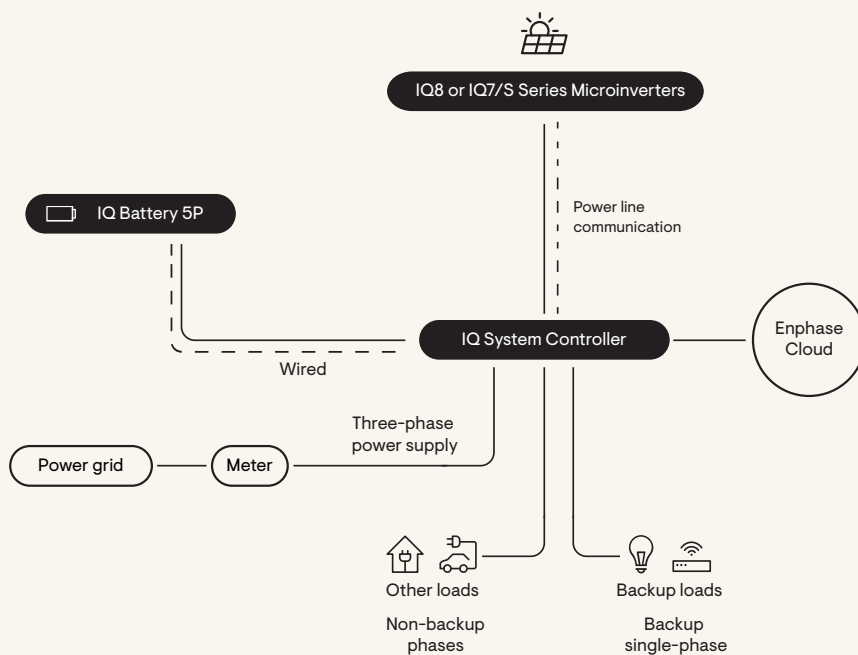 IQ8 or IQ7/S Series Microinverters
IQ Battery 5P
Power line
communication
IQ System Controller
Enphase
Cloud
Wired
Three-phase
power supply
Power grid
Meter
Other loads
Backup loads
Non-backup
phases
Backup
single-phase